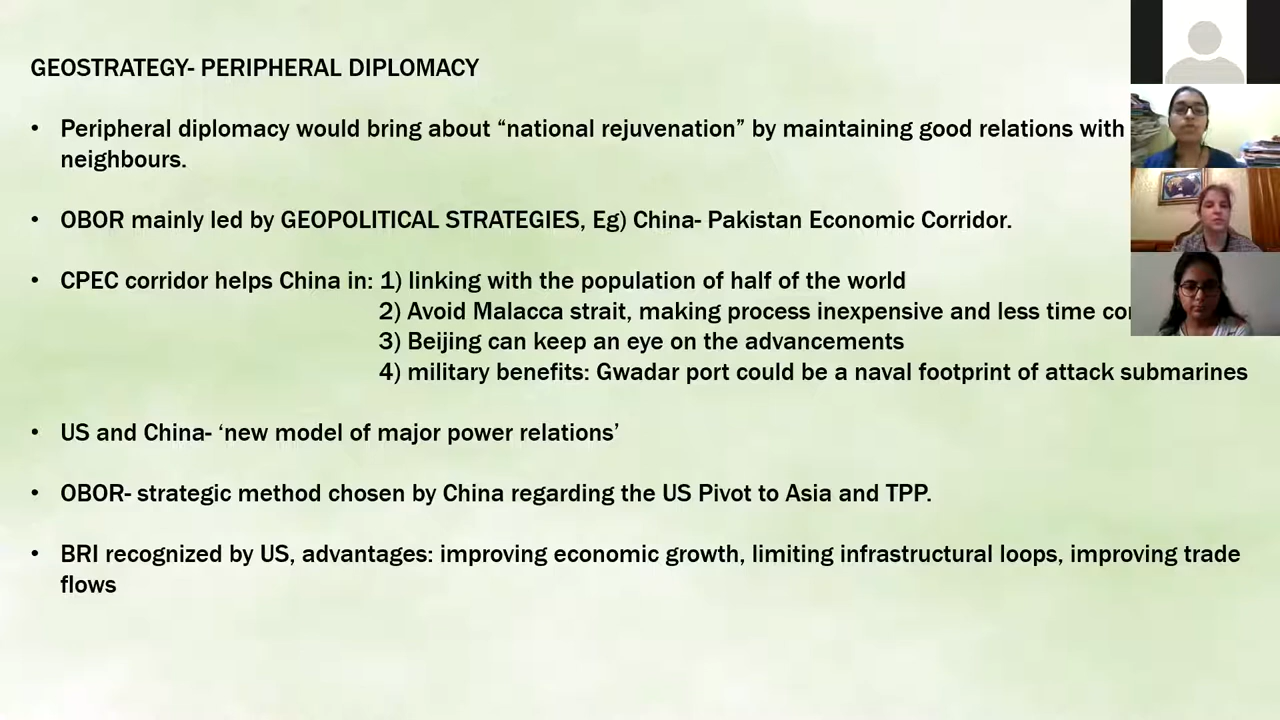 GEOSTRATEGY- PERIPHERAL DIPLOMACY
• Peripheral diplomacy would bring about “national rejuvenation” by maintaining good relations with
neighbours.
• OBOR mainly led by GEOPOLITICAL STRATEGIES, Eg) China- Pakistan Economic Corridor.
• CPEC corridor helps China in: 1) linking with the population of half of the world
2) Avoid Malacca strait, making process inexpensive and less time
3) Beijing can keep an eye on the advancements
4) military benefits: Gwadar port could be a naval footprint of attack submarines
• US and China- ‘new model of major power relations’
• OBOR- strategic method chosen by China regarding the US Pivot to Asia and TPP.
• BRI recognized by US, advantages: improving economic growth, limiting infrastructural loops, improving trade
flows